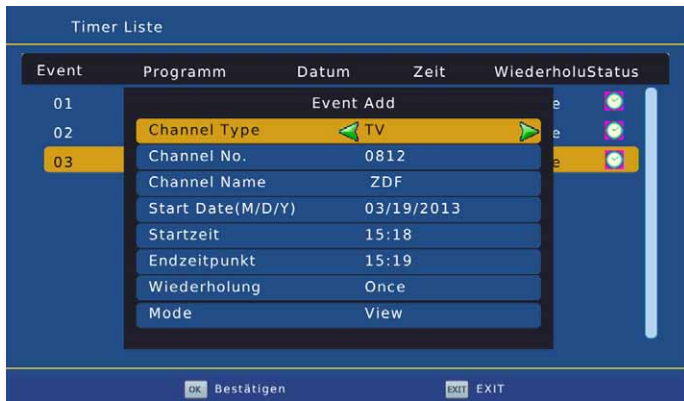 Timer Liste
Event Programm Datum Zeit WiederholuStatus
01 e
Event Add
02 e
Channel Type TV
03 e
Channel No. 0812
Channel Name ZDF
Start Date(M/D/Y) 03/19/2013
Startzeit 15:18
Endzeitpunkt 15:19
Wiederholung Once
Mode View
OK Bestätigen EXIT EXIT